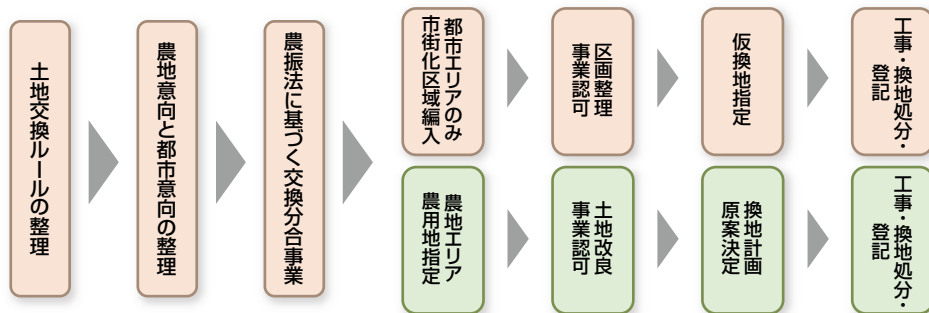 土地交換ルールの整理
農地意向と都市意向の整理
農振法に基づく交換分合事業
都市エリアのみ
市街化区域編入
区画整理
事業認可
仮換地指定
工事・換地処分・
登記
農地エリア
農用地指定
土地改良
事業認可
換地計画
原案決定
工事・換地処分・
登記